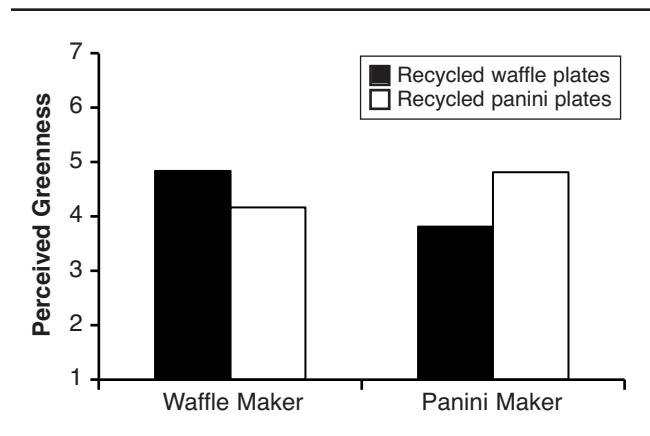 7
6
5
4
3
2
1
Perceived Greenness
Recycled waffle plates
Recycled panini plates
Waffle Maker
Panini Maker